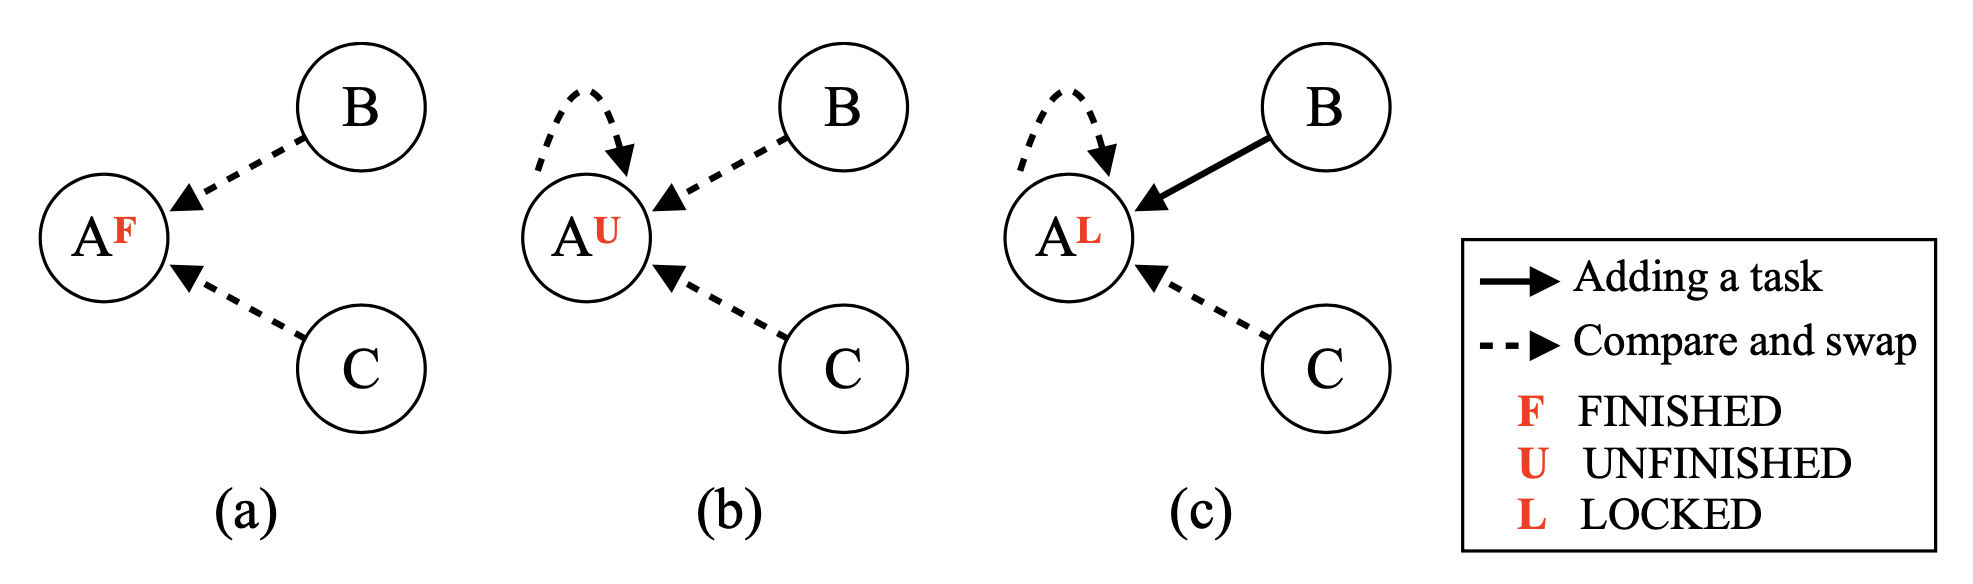 B
A F
C
(a)
B
A U
C
(b)
B
A L
C
(c)
Adding a task
Compare and swap
F FINISHED
U UNFINISHED
L LOCKED